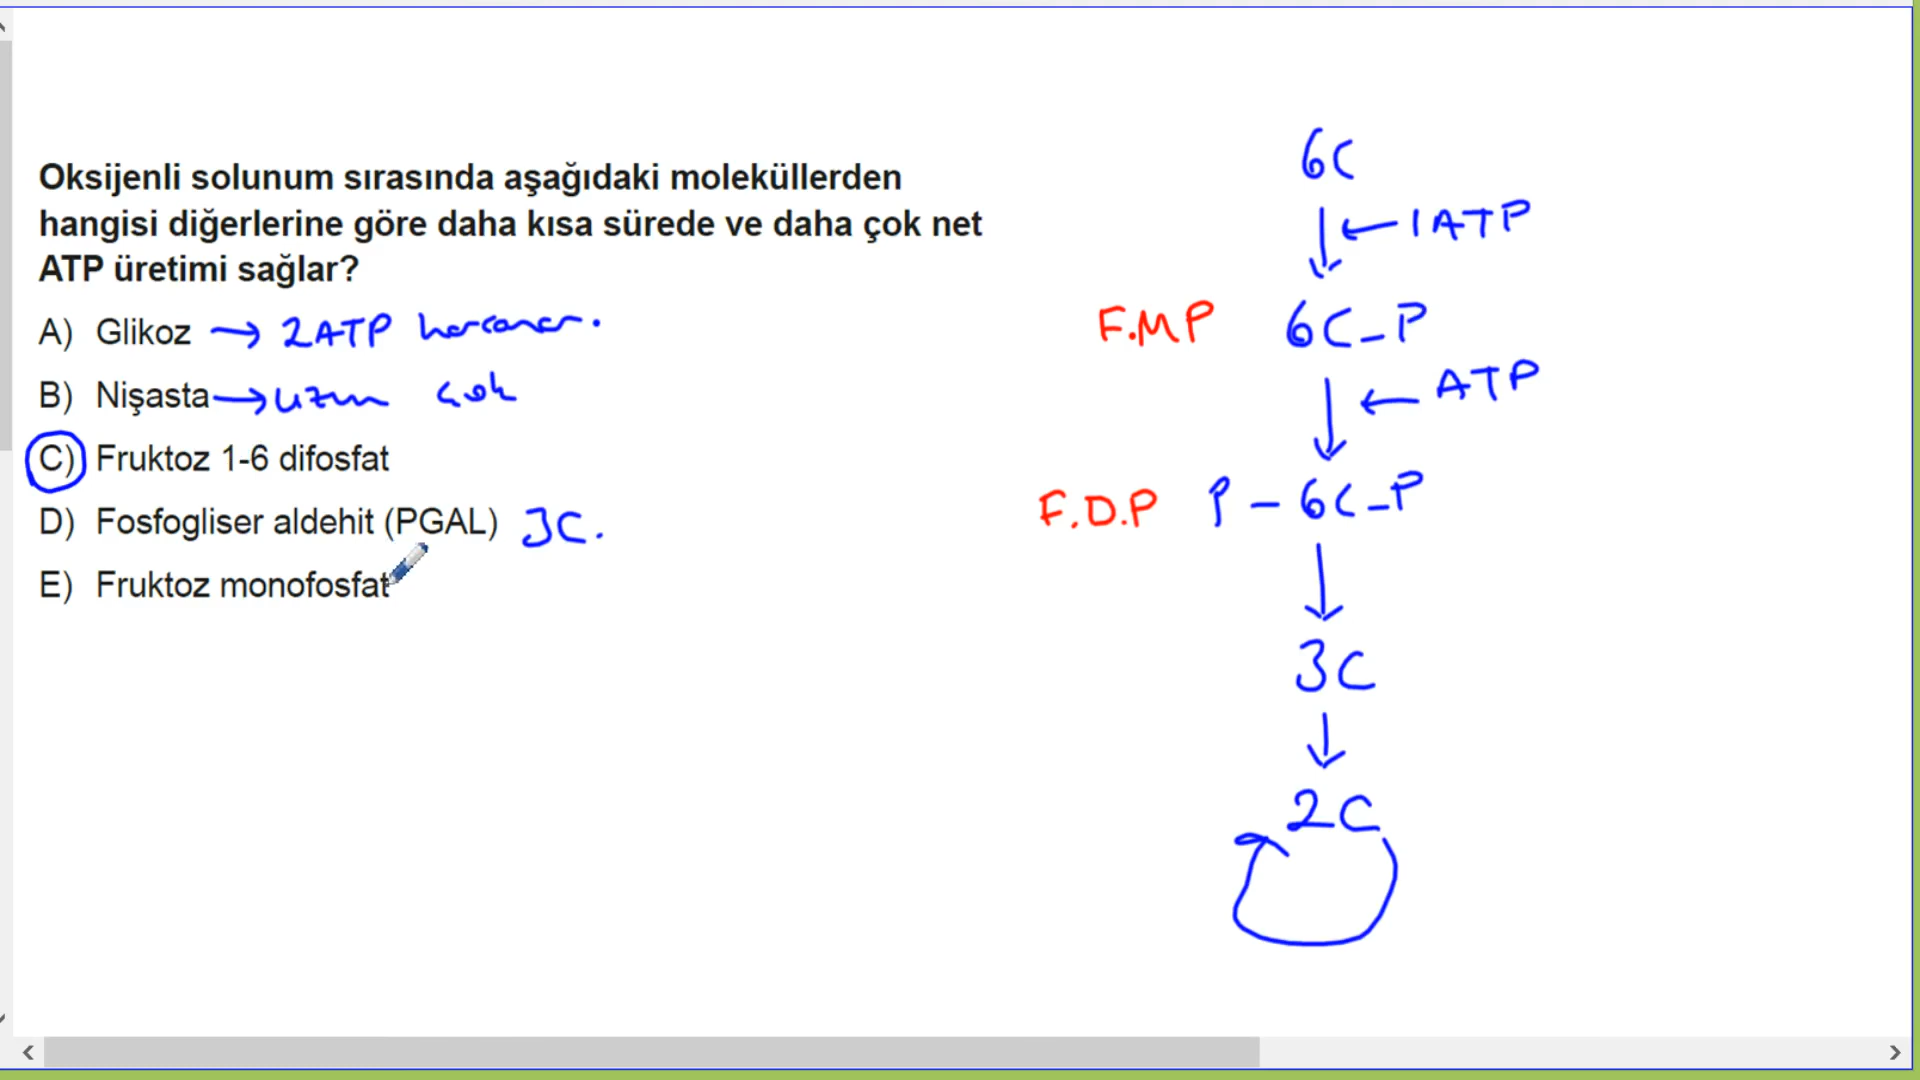 Oksijenli solunum sırasında aşağıdaki moleküllerden
hangisi diğerlerine göre daha kısa sürede ve daha çok net
ATP üretimi sağlar?
A) Glikoz → 2ATP harcanır.
B) Nişasta → uzun çok
C) Fruktoz 1-6 difosfat
D) Fosfogliser aldehit (PGAL) 3C.
E) Fruktoz monofosfat
6C
↓ ← 1ATP
F.M.P 6C-P
↓ ← ATP
F.D.P P-6C-P
↓
3C
↓
2C